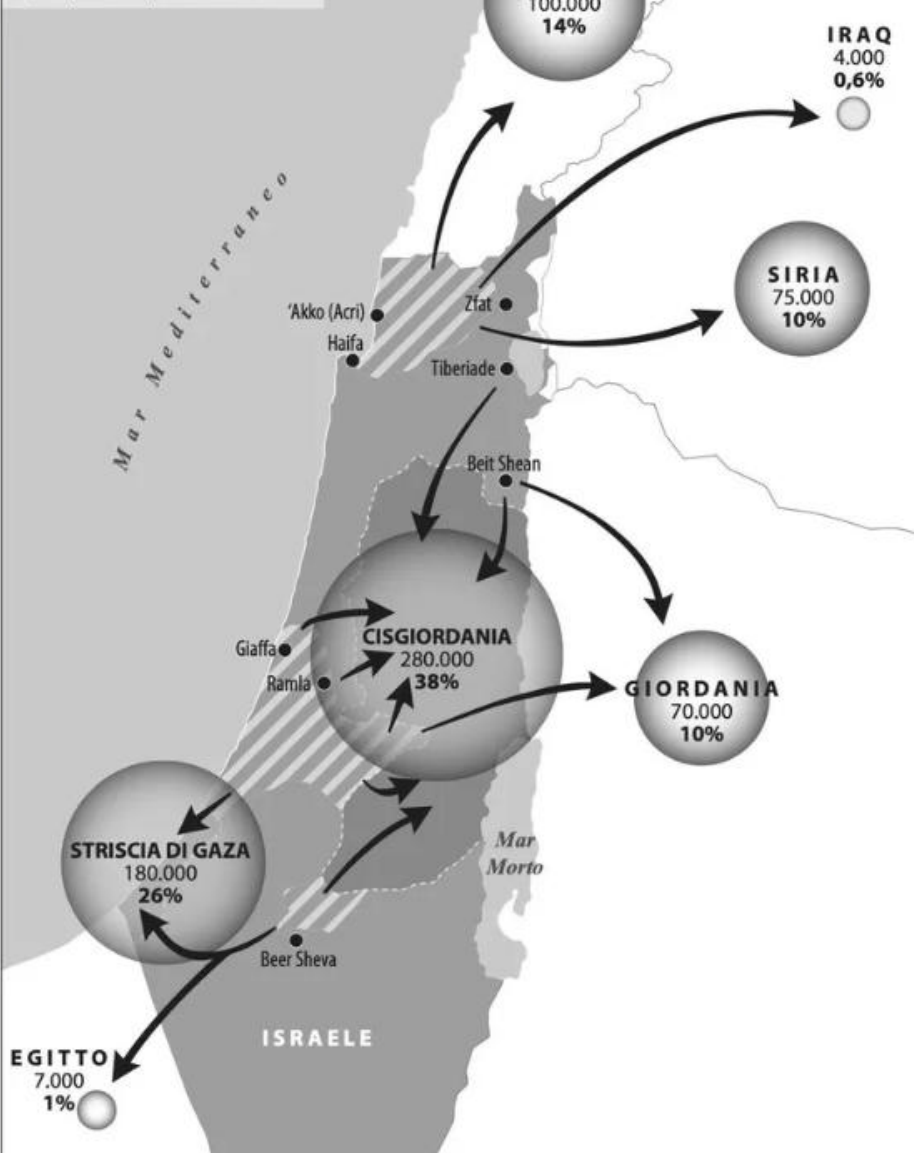 100.000
14%
IRAQ
4.000
0,6%
Mar Mediterraneo
SIRIA
75.000
10%
'Akko (Acri)
Zfat
Haifa
Tiberiade
Beit Shean
CISGIORDANIA
280.000
38%
Giaffa
Ramla
GIORDANIA
70.000
10%
STRISCIA DI GAZA
180.000
26%
Mar
Morto
Beer Sheva
ISRAELE
EGITTO
7.000
1%